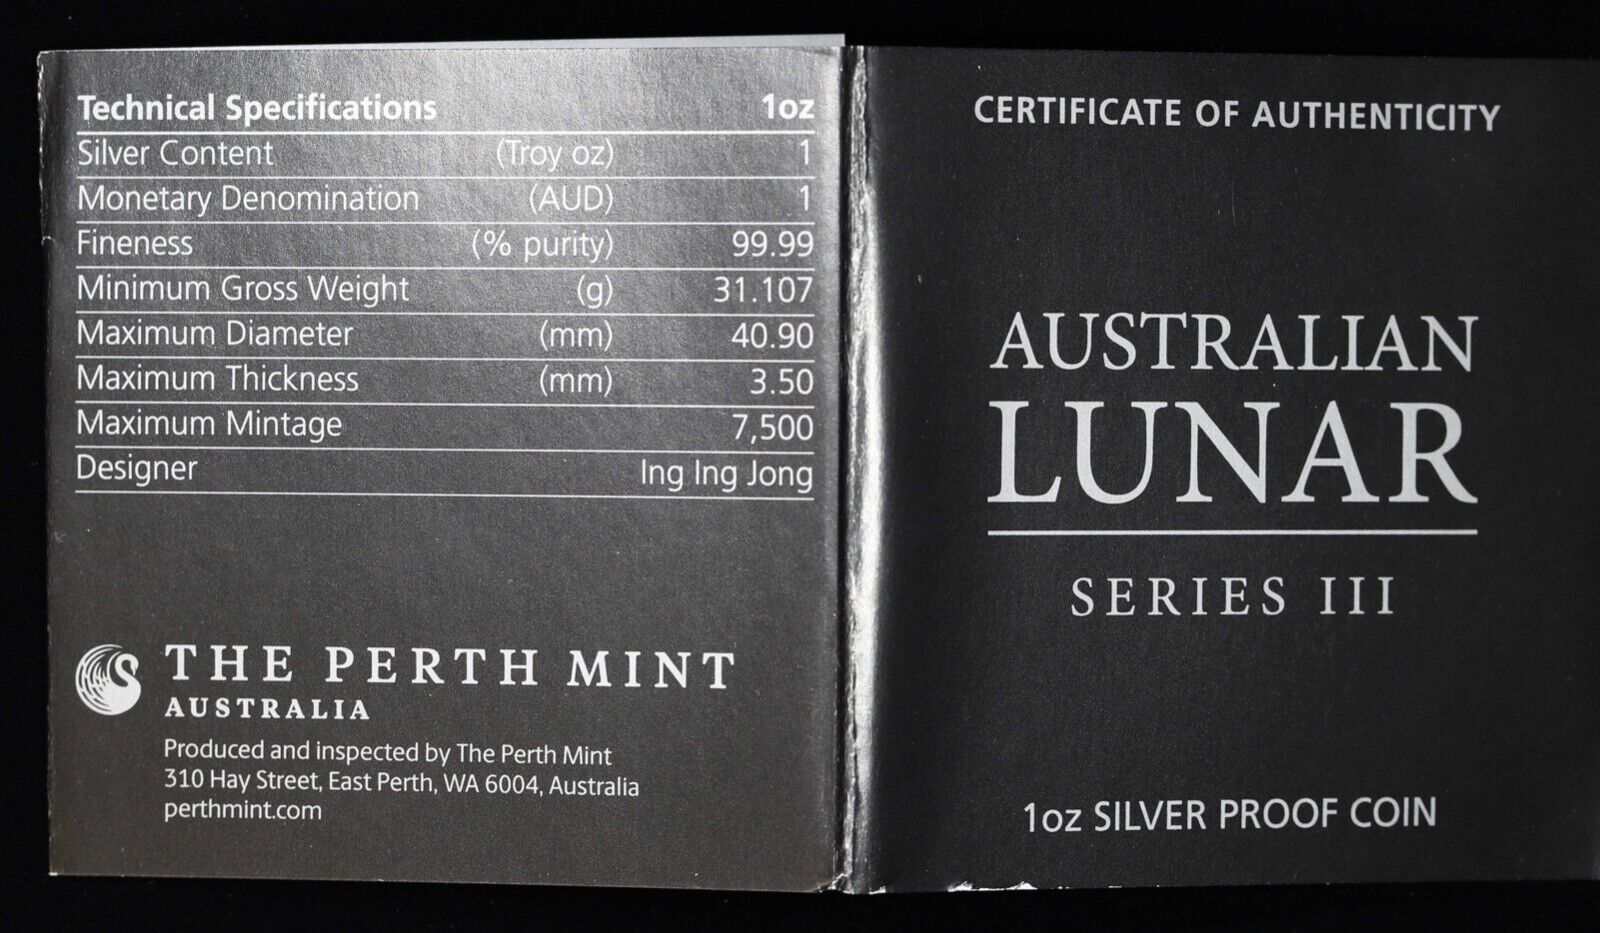 Technical Specifications 1oz
Silver Content (Troy oz) 1
Monetary Denomination (AUD) 1
Fineness (% purity) 99.99
Minimum Gross Weight (g) 31.107
Maximum Diameter (mm) 40.90
Maximum Thickness (mm) 3.50
Maximum Mintage 7,500
Designer Ing Ing Jong
THE PERTH MINT
AUSTRALIA
Produced and inspected by The Perth Mint
310 Hay Street, East Perth, WA 6004, Australia
perthmint.com
CERTIFICATE OF AUTHENTICITY
AUSTRALIAN
LUNAR
SERIES III
1oz SILVER PROOF COIN